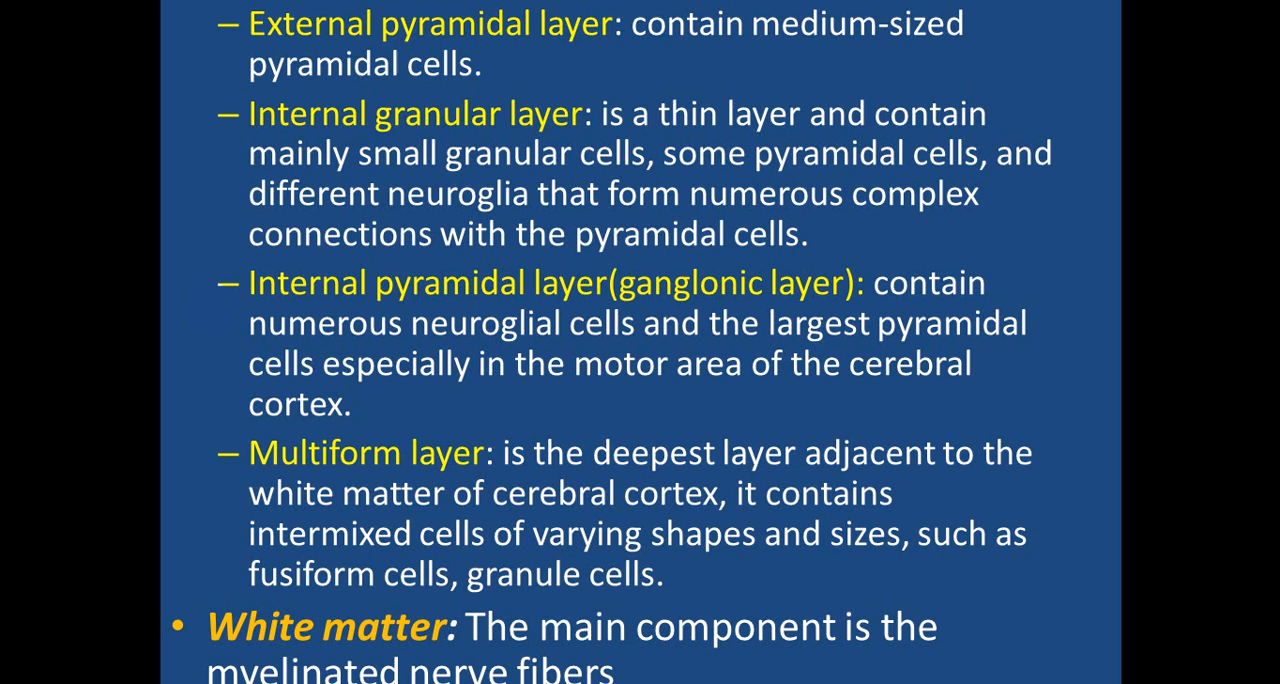 – External pyramidal layer: contain medium-sized
pyramidal cells.
– Internal granular layer: is a thin layer and contain
mainly small granular cells, some pyramidal cells, and
different neuroglia that form numerous complex
connections with the pyramidal cells.
– Internal pyramidal layer(ganglonic layer): contain
numerous neuroglial cells and the largest pyramidal
cells especially in the motor area of the cerebral
cortex.
– Multiform layer: is the deepest layer adjacent to the
white matter of cerebral cortex, it contains
intermixed cells of varying shapes and sizes, such as
fusiform cells, granule cells.
• White matter: The main component is the
myelinated nerve fibers